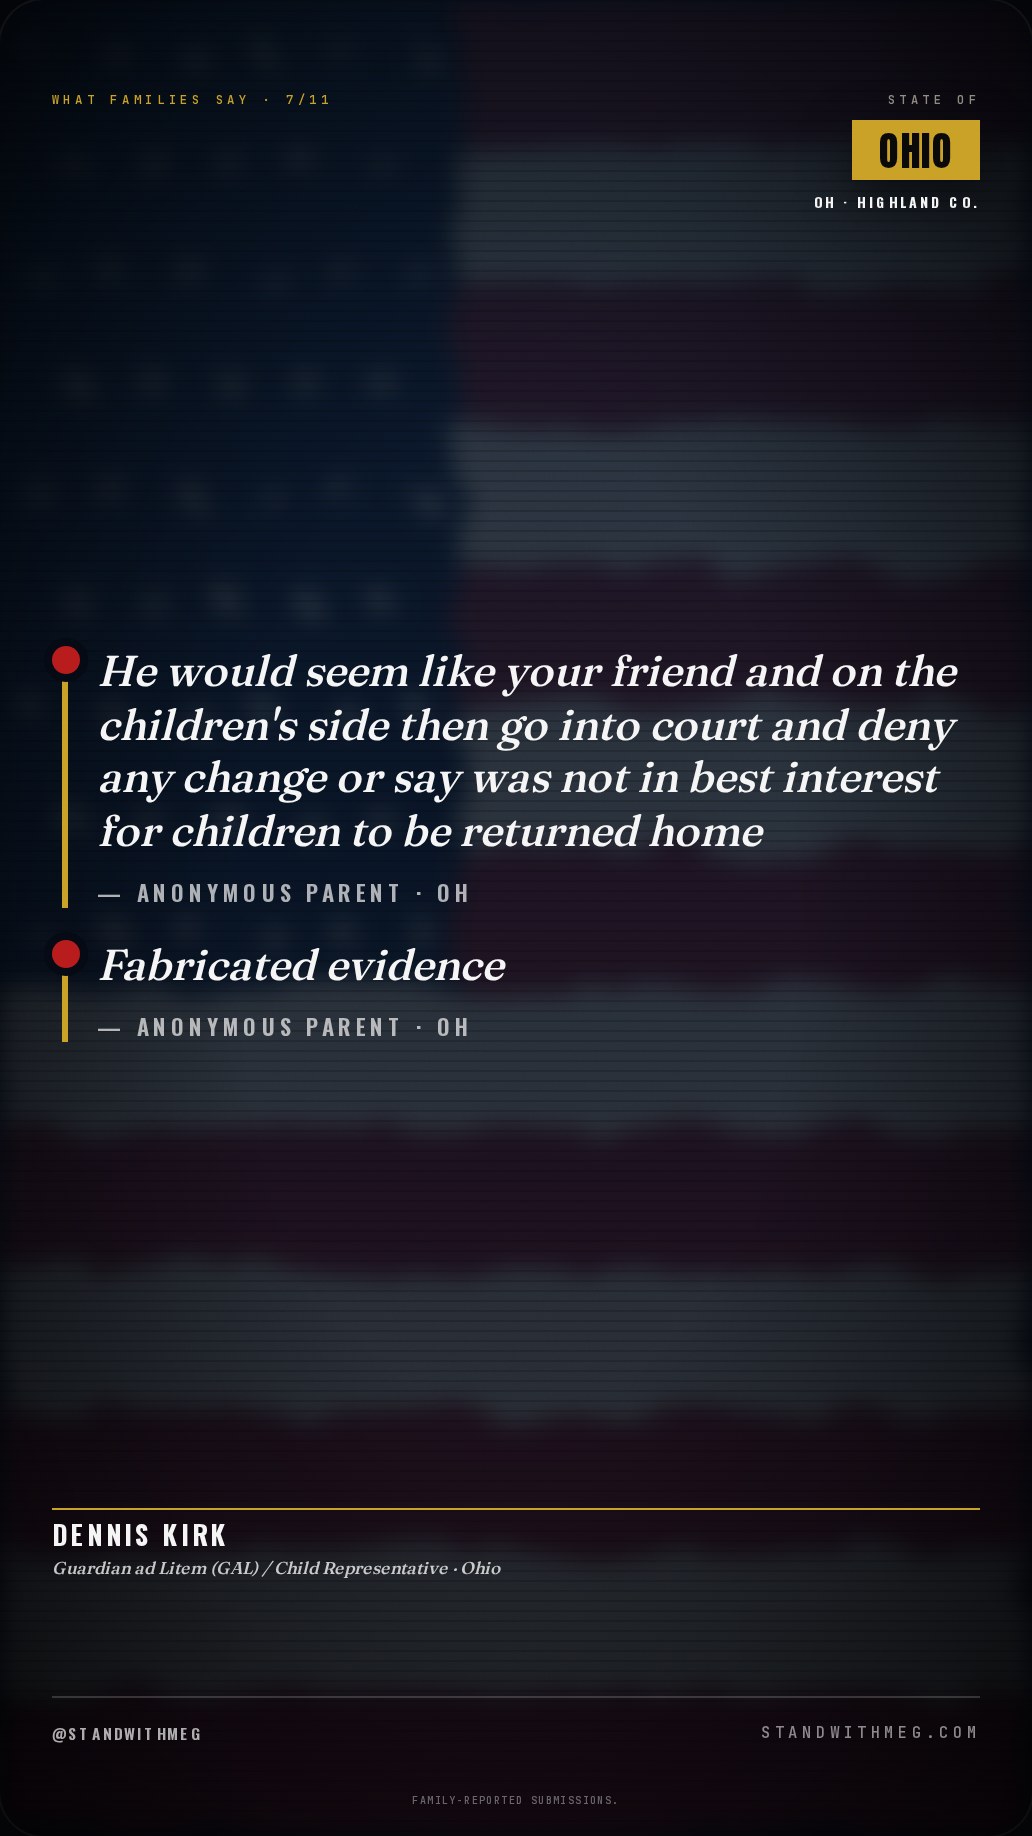 WHAT FAMILIES SAY · 7/11
STATE OF
OHIO
OH · HIGHLAND CO.
He would seem like your friend and on the
children's side then go into court and deny
any change or say was not in best interest
for children to be returned home
— ANONYMOUS PARENT · OH
Fabricated evidence
— ANONYMOUS PARENT · OH
DENNIS KIRK
Guardian ad Litem (GAL) / Child Representative · Ohio
@STANDWITHMEG
STANDWITHMEG.COM
FAMILY-REPORTED SUBMISSIONS.